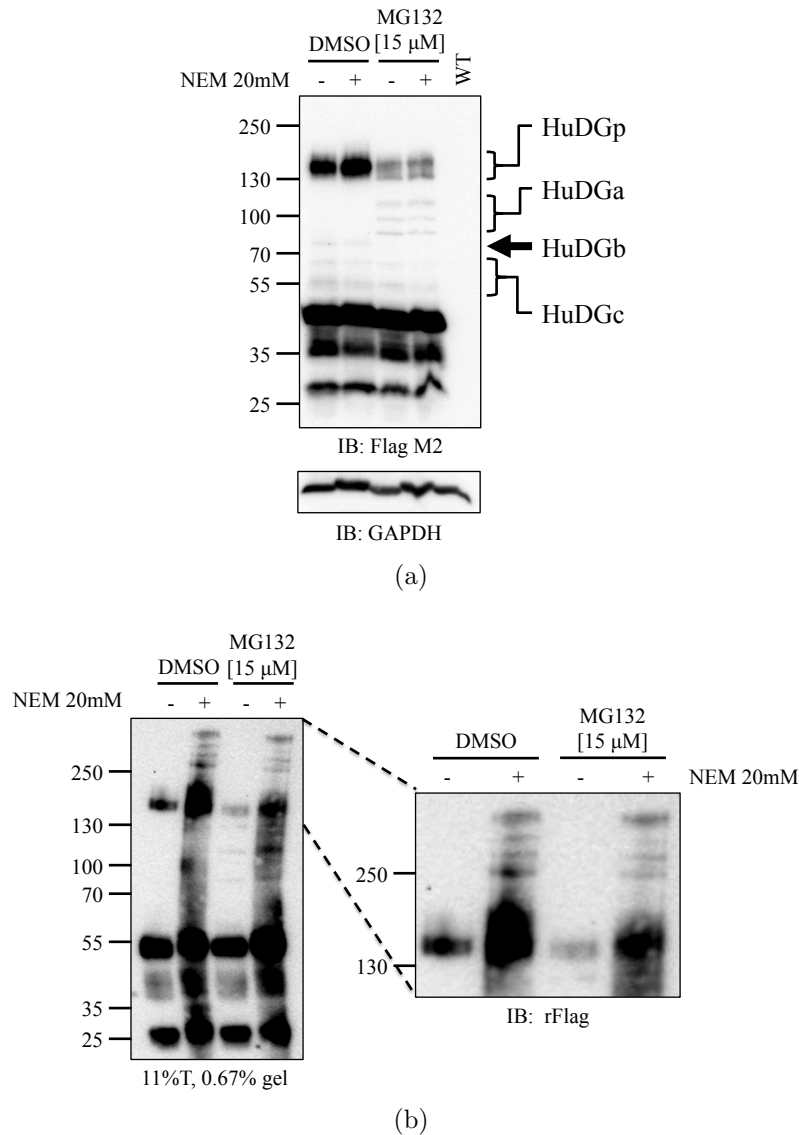 MG132
DMSO [15 μM] WT
NEM 20mM - + - +
250
130
100
70
55
35
25
HuDGp
HuDGa
HuDGb
HuDGc
IB: Flag M2
IB: GAPDH
(a)
MG132
DMSO [15 μM]
NEM 20mM - + - +
250
130
100
70
55
35
25
11%T, 0.67% gel
MG132
DMSO [15 μM]
- + - + NEM 20mM
250
130
IB: rFlag
(b)